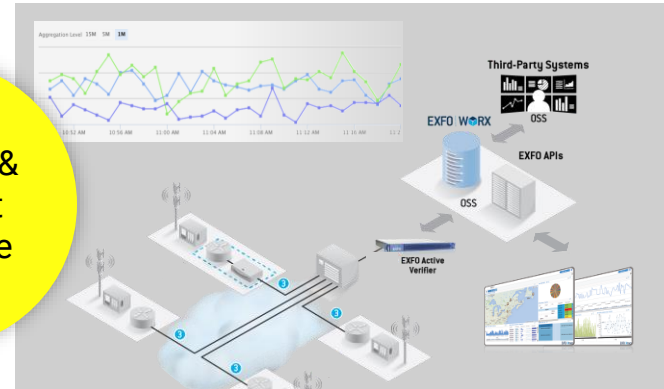 Aggregation Level 15M 5M 1M
10:52 AM 10:56 AM 11:00 AM 11:04 AM 11:08 AM 11:12 AM 11:16 AM
Third-Party Systems
OSS
EXFO WORX
EXFO APIs
OSS
&
EXFO Active
Verifier
3
3
3
3